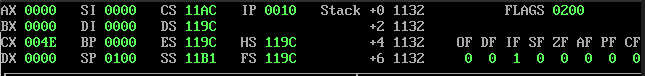 AX 0000 SI 0000 CS 11AC IP 0010 Stack +0 1132 FLAGS 0200
BX 0000 DI 0000 DS 119C +2 1132
CX 004E BP 0000 ES 119C HS 119C +4 1132 OF DF IF SF ZF AF PF CF
DX 0000 SP 0100 SS 11B1 FS 119C +6 1132 0 0 1 0 0 0 0 0